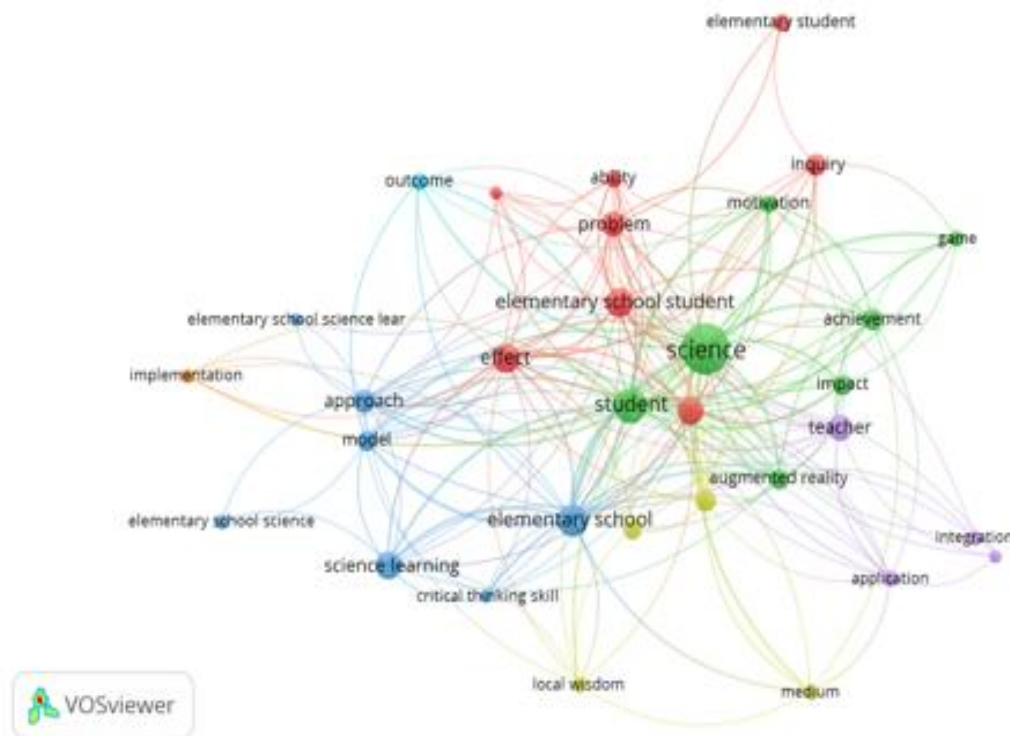 elementary student
inquiry
ability
outcome
motivation
problem
game
elementary school student
elementary school science lear
achievement
science
effect
implementation
impact
approach
student
teacher
model
augmented reality
elementary school
elementary school science
integration
science learning
application
critical thinking skill
local wisdom
medium
VOSviewer